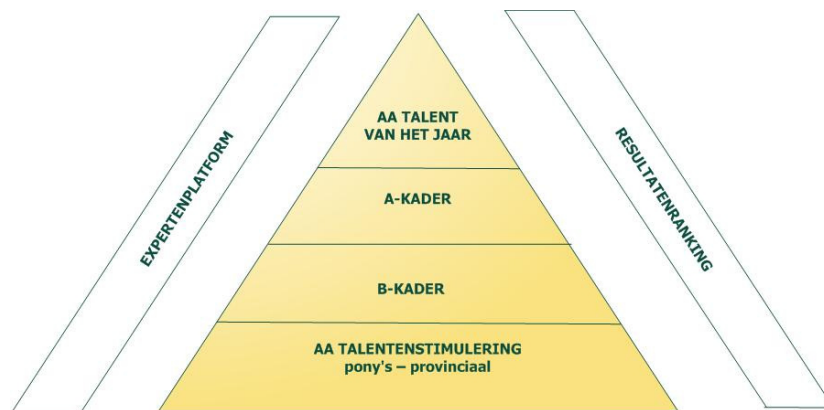 AA TALENT
VAN HET JAAR
A-KADER
B-KADER
AA TALENTENSTIMULERING
pony's – provinciaal
EXPERTENPLATFORM
RESULTATENRANKING